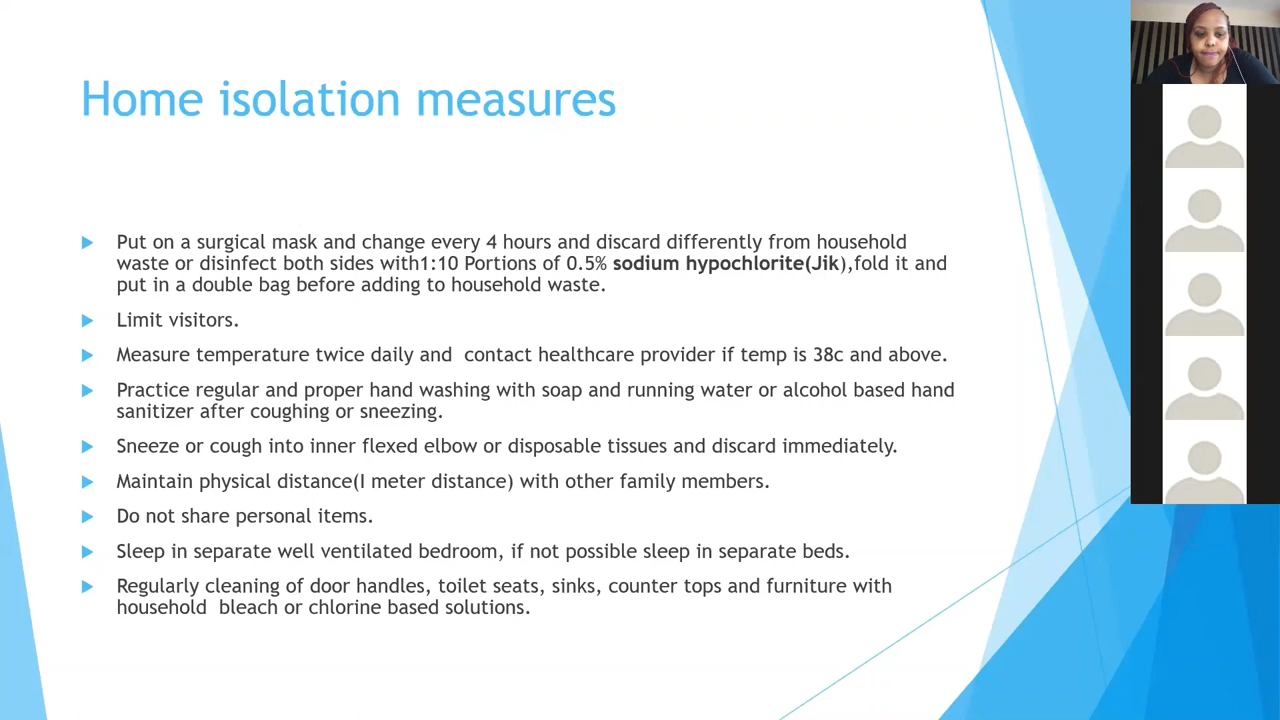 Home isolation measures
Put on a surgical mask and change every 4 hours and discard differently from household
waste or disinfect both sides with1:10 Portions of 0.5% sodium hypochlorite(Jik),fold it and
put in a double bag before adding to household waste.
Limit visitors.
Measure temperature twice daily and  contact healthcare provider if temp is 38c and above.
Practice regular and proper hand washing with soap and running water or alcohol based hand
sanitizer after coughing or sneezing.
Sneeze or cough into inner flexed elbow or disposable tissues and discard immediately.
Maintain physical distance(I meter distance) with other family members.
Do not share personal items.
Sleep in separate well ventilated bedroom, if not possible sleep in separate beds.
Regularly cleaning of door handles, toilet seats, sinks, counter tops and furniture with
household  bleach or chlorine based solutions.